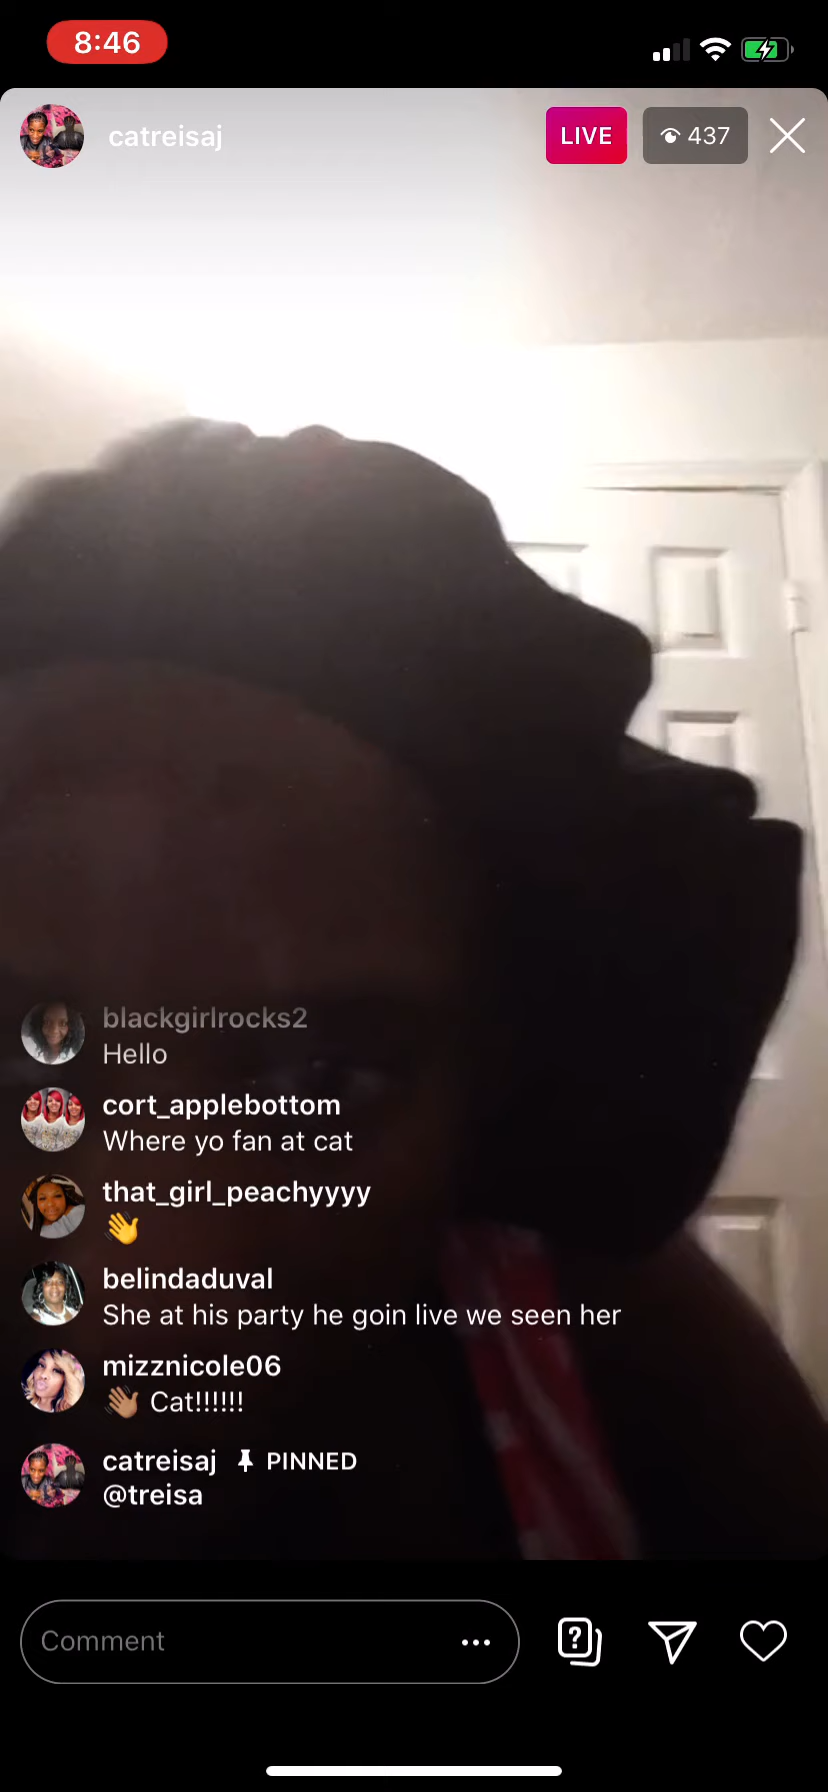 8:46
catreisaj
LIVE
437
blackgirlrocks2
Hello
cort_applebottom
Where yo fan at cat
that_girl_peachyyyy
👋
belindaduval
She at his party he goin live we seen her
mizznicole06
👋🏽 Cat!!!!!!
catreisaj PINNED
@treisa
Comment